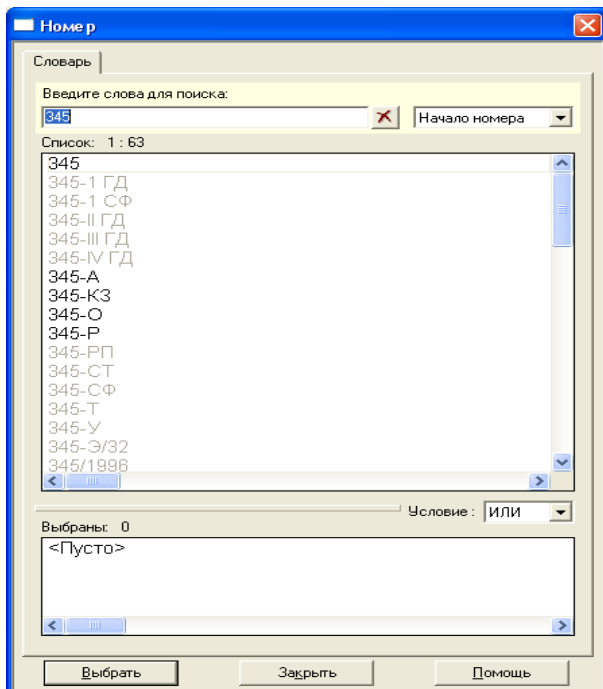 Номер
Словарь
Введите слова для поиска:
345
Начало номера
Список: 1 : 63
345
345-1 ГД
345-1 СФ
345-II ГД
345-III ГД
345-IV ГД
345-А
345-КЗ
345-О
345-Р
345-РП
345-СТ
345-СФ
345-Т
345-У
345-Э/32
345/1996
Условие : ИЛИ
Выбраны: 0
<Пусто>
Выбрать Закрыть Помощь